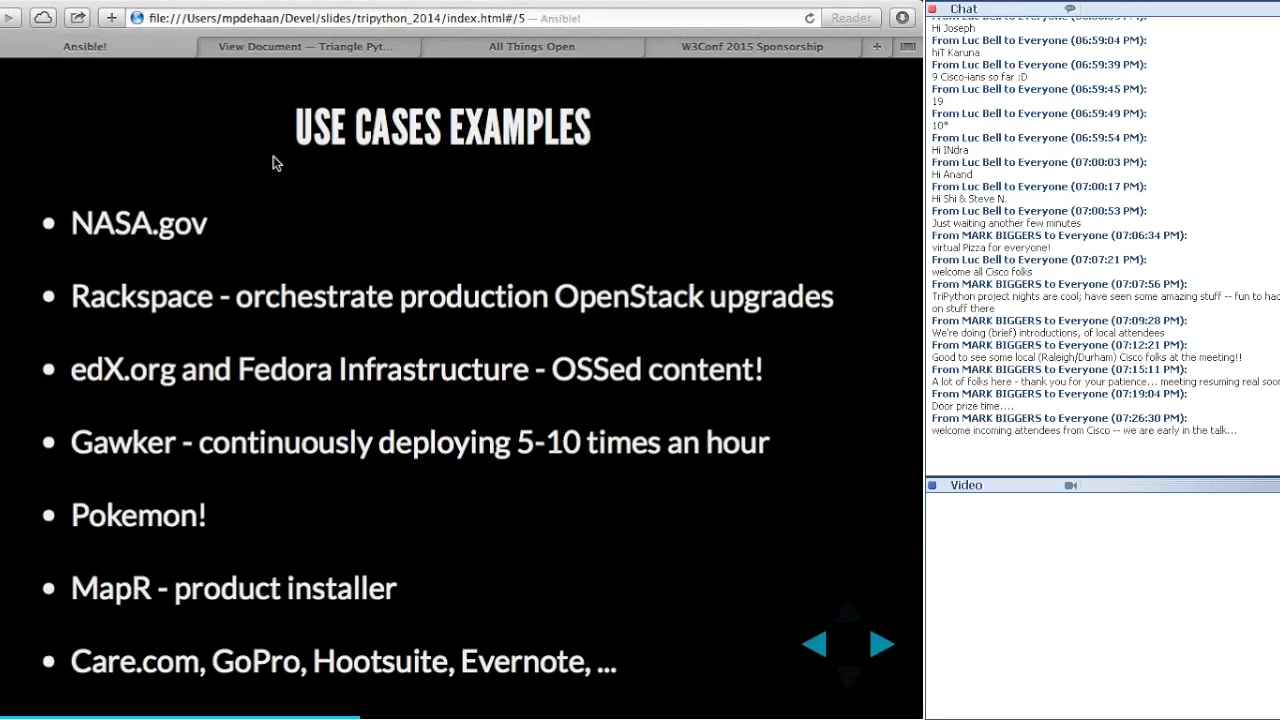 file:///Users/mpdehaan/Devel/slides/tripython_2014/index.html#/5 — Ansible!
Reader
Ansible!
View Document — Triangle Pyt...
All Things Open
W3Conf 2015 Sponsorship
USE CASES EXAMPLES
• NASA.gov
• Rackspace - orchestrate production OpenStack upgrades
• edX.org and Fedora Infrastructure - OSSed content!
• Gawker - continuously deploying 5-10 times an hour
• Pokemon!
• MapR - product installer
• Care.com, GoPro, Hootsuite, Evernote, ...
Chat
Hi Joseph
From Luc Bell to Everyone (06:59:04 PM):
hiT Karuna
From Luc Bell to Everyone (06:59:39 PM):
9 Cisco-ians so far :D
From Luc Bell to Everyone (06:59:45 PM):
19
From Luc Bell to Everyone (06:59:49 PM):
10*
From Luc Bell to Everyone (06:59:54 PM):
Hi INdra
From Luc Bell to Everyone (07:00:03 PM):
Hi Anand
From Luc Bell to Everyone (07:00:17 PM):
Hi Shi & Steve N.
From Luc Bell to Everyone (07:00:53 PM):
Just waiting another few minutes
From MARK BIGGERS to Everyone (07:06:34 PM):
virtual Pizza for everyone!
From Luc Bell to Everyone (07:07:21 PM):
welcome all Cisco folks
From MARK BIGGERS to Everyone (07:07:56 PM):
TriPython project nights are cool; have seen some amazing stuff -- fun to hac
on stuff there
From MARK BIGGERS to Everyone (07:09:28 PM):
We're doing (brief) introductions, of local attendees
From MARK BIGGERS to Everyone (07:12:21 PM):
Good to see some local (Raleigh/Durham) Cisco folks at the meeting!!
From MARK BIGGERS to Everyone (07:15:11 PM):
A lot of folks here - thank you for your patience... meeting resuming real soon
From MARK BIGGERS to Everyone (07:19:04 PM):
Door prize time....
From MARK BIGGERS to Everyone (07:26:30 PM):
welcome incoming attendees from Cisco -- we are early in the talk...
Video